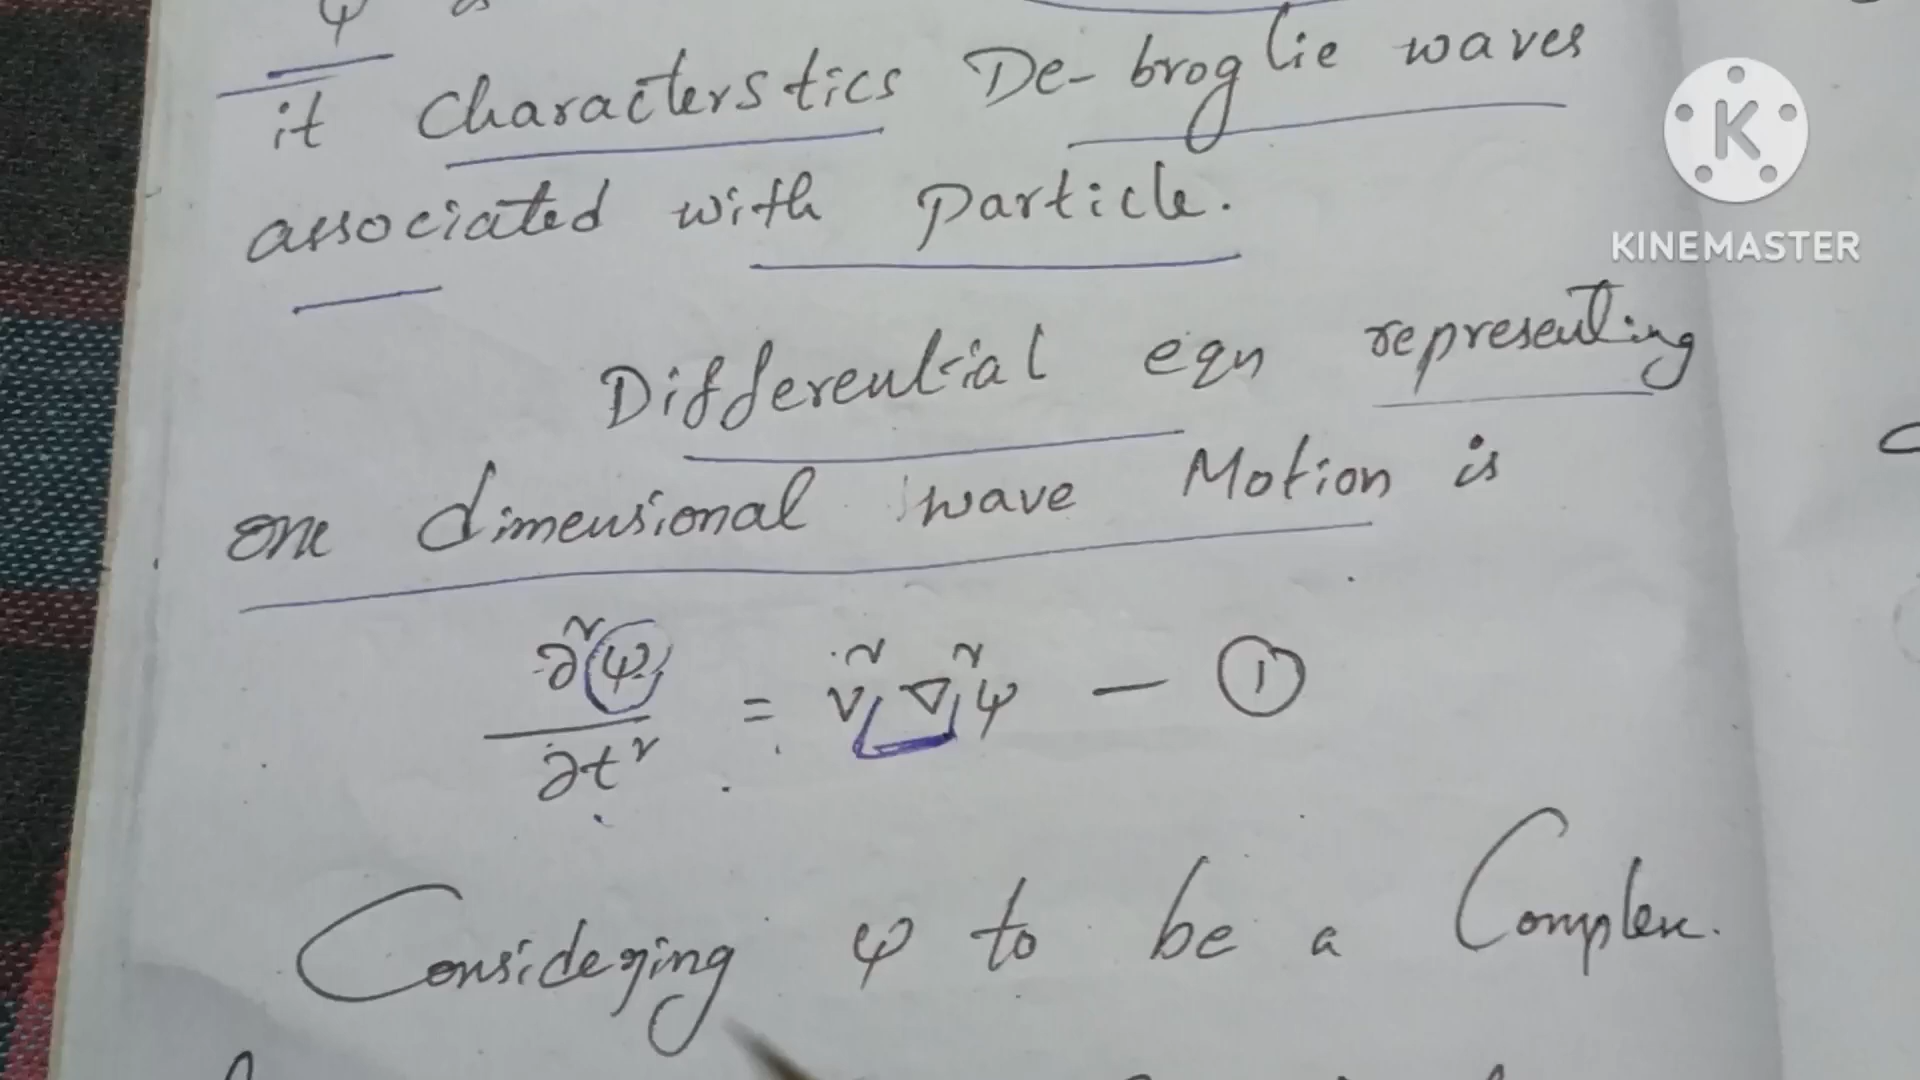 ψ
it Characterstics De-broglie waves
associated with particle.
Differential eqn representing
one dimensional wave Motion is
∂²ψ/∂t² = v²∇²ψ — ①
Considering ψ to be a Complex.
K
KINEMASTER